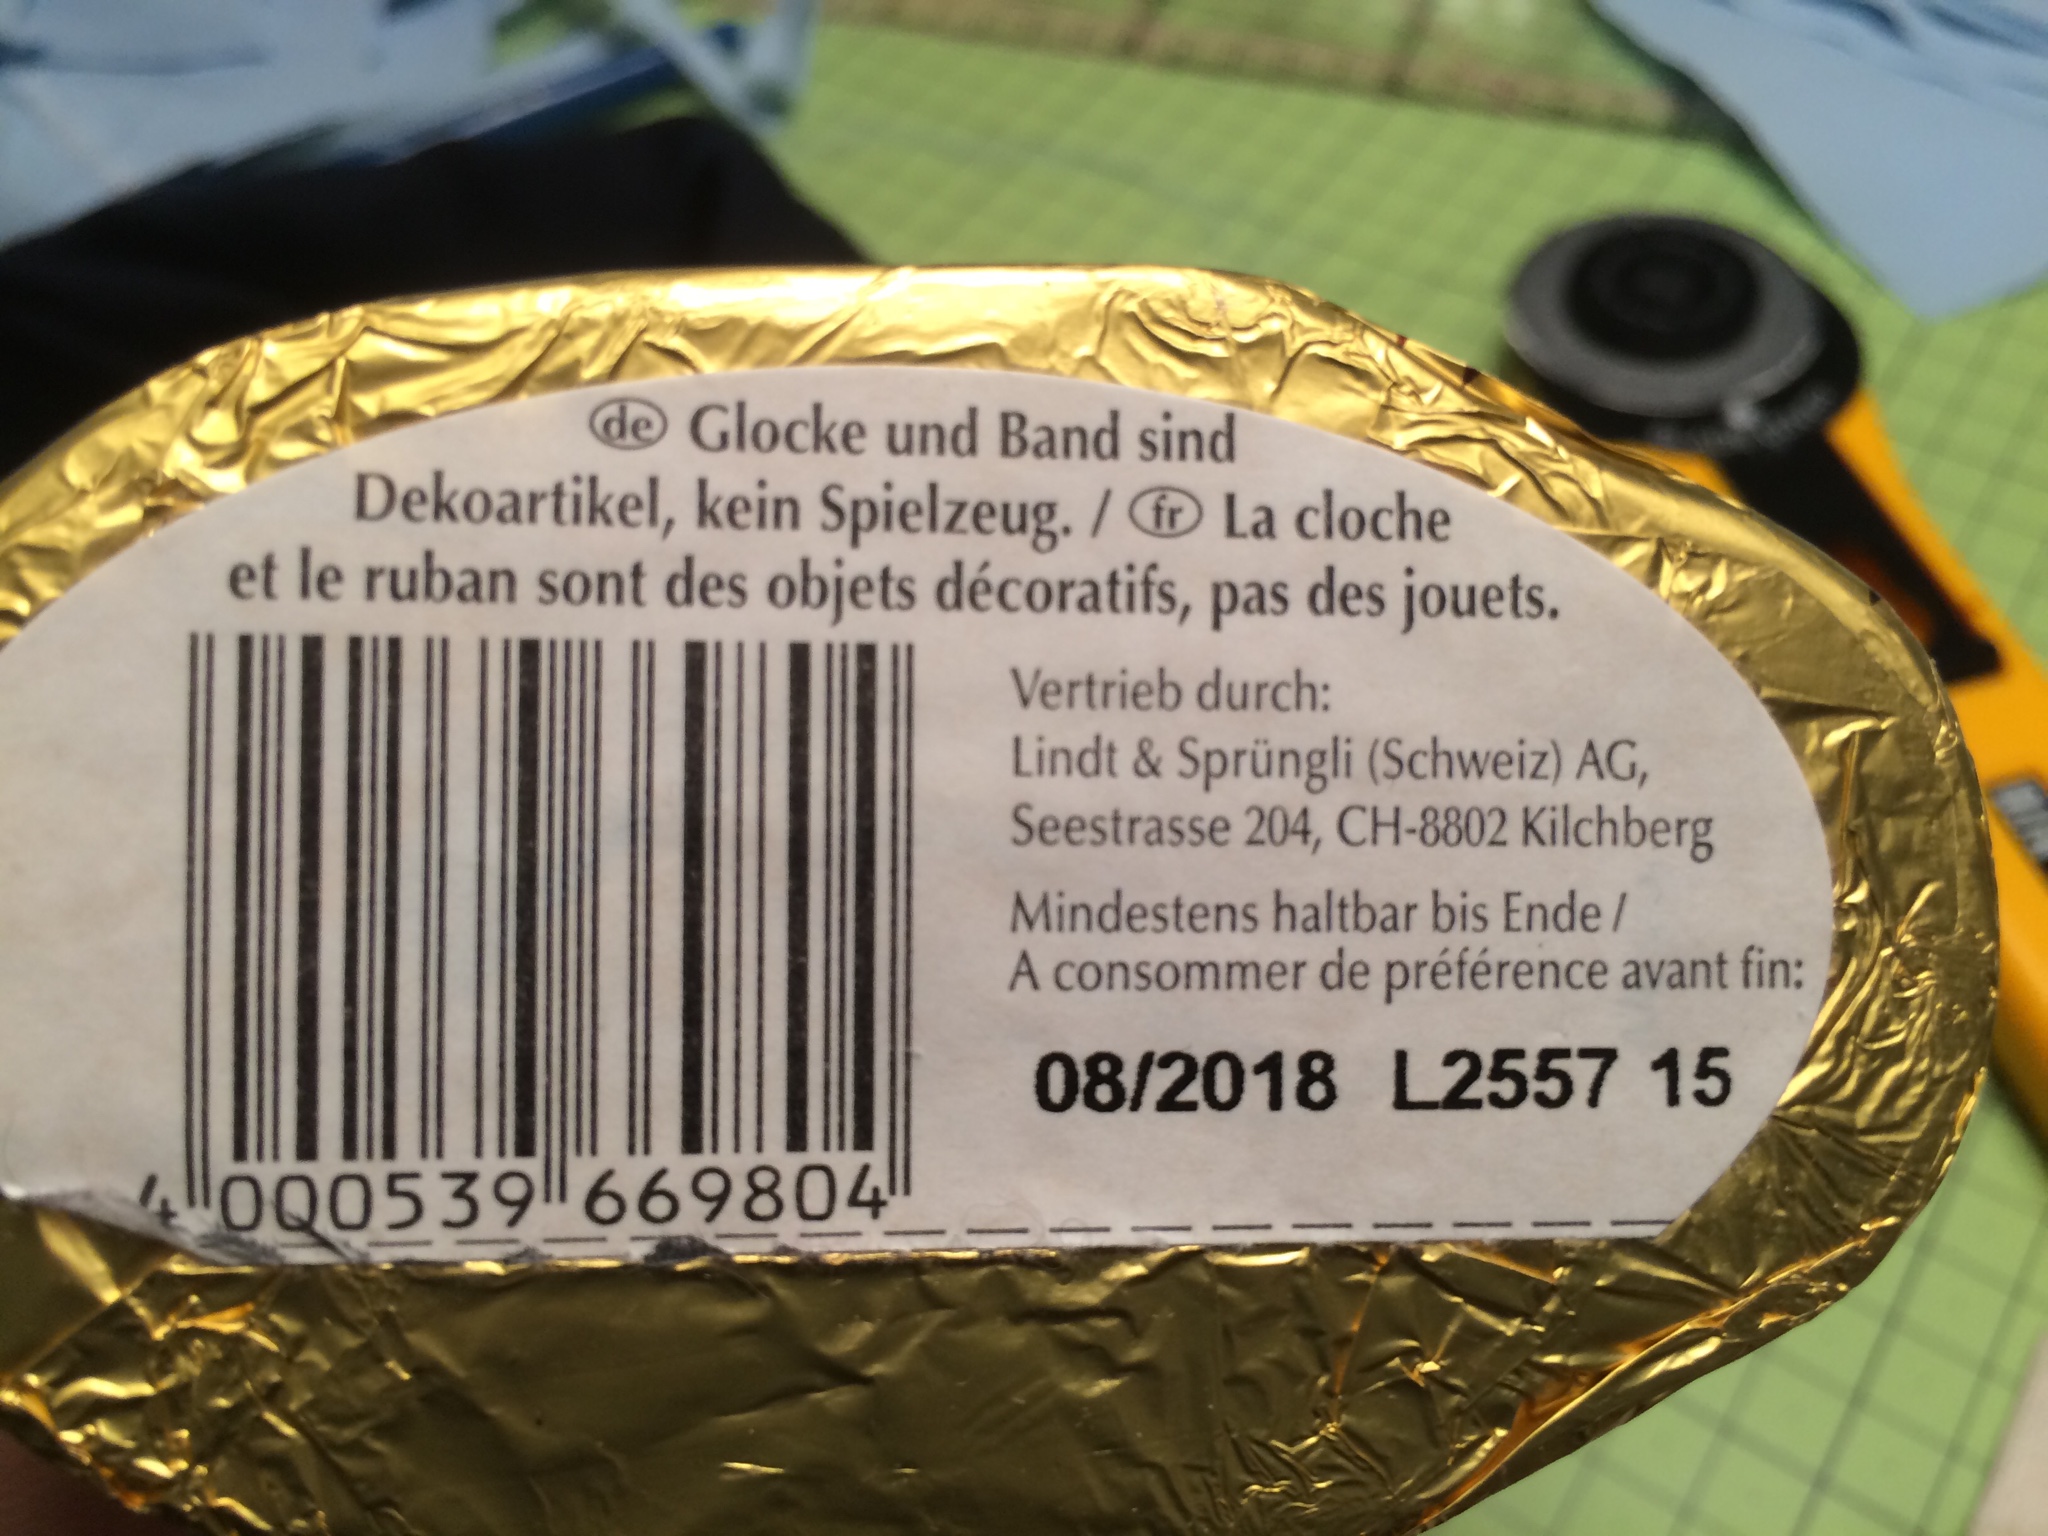 de Glocke und Band sind
Dekoartikel, kein Spielzeug. / fr La cloche
et le ruban sont des objets décoratifs, pas des jouets.
Vertrieb durch:
Lindt & Sprüngli (Schweiz) AG,
Seestrasse 204, CH-8802 Kilchberg
Mindestens haltbar bis Ende /
A consommer de préférence avant fin:
08/2018 L2557 15
4 000539 669804